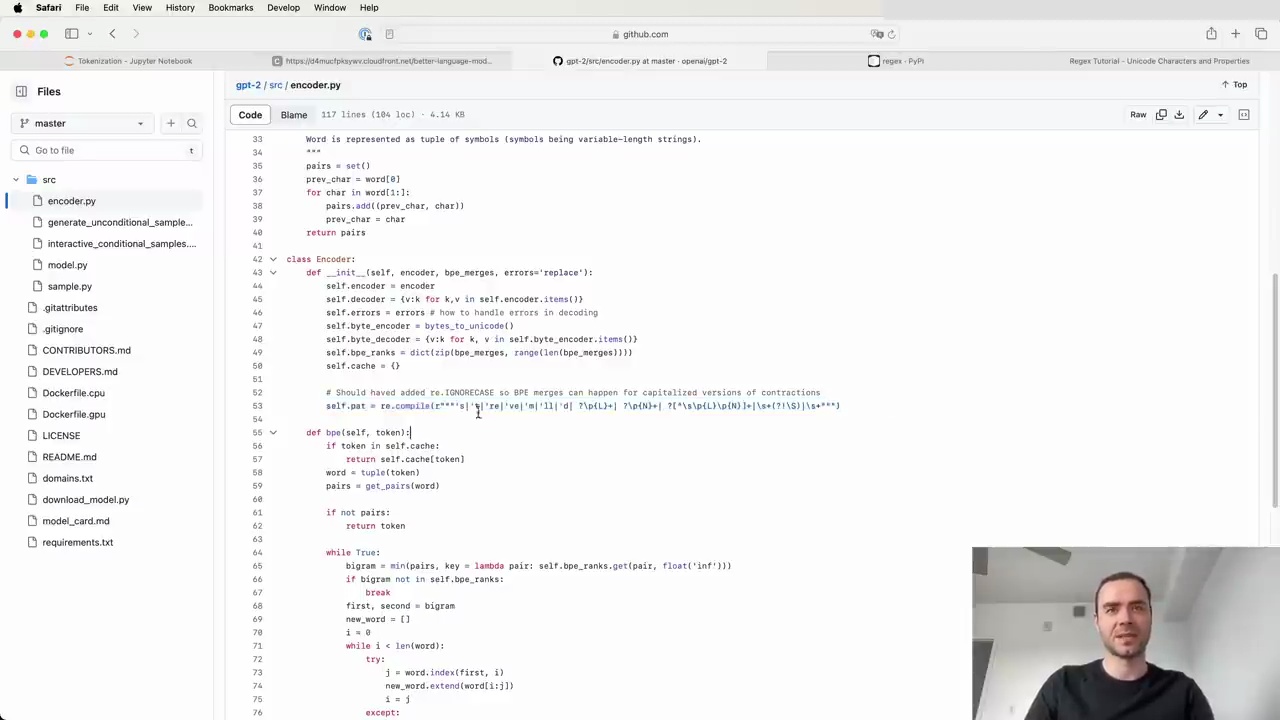 Safari File Edit View History Bookmarks Develop Window Help
github.com
Tokenization - Jupyter Notebook
https://d4mucfpksywv.cloudfront.net/better-language-mod...
gpt-2/src/encoder.py at master · openai/gpt-2
regex · PyPI
Regex Tutorial - Unicode Characters and Properties
Files
master
Go to file t
src
encoder.py
generate_unconditional_sample...
interactive_conditional_samples....
model.py
sample.py
.gitattributes
.gitignore
CONTRIBUTORS.md
DEVELOPERS.md
Dockerfile.cpu
Dockerfile.gpu
LICENSE
README.md
domains.txt
download_model.py
model_card.md
requirements.txt
gpt-2 / src / encoder.py
Top
Code Blame 117 lines (104 loc) · 4.14 KB
Raw
33 Word is represented as tuple of symbols (symbols being variable-length strings).
34 """
35 pairs = set()
36 prev_char = word[0]
37 for char in word[1:]:
38 pairs.add((prev_char, char))
39 prev_char = char
40 return pairs
41
42 class Encoder:
43 def __init__(self, encoder, bpe_merges, errors='replace'):
44 self.encoder = encoder
45 self.decoder = {v:k for k,v in self.encoder.items()}
46 self.errors = errors # how to handle errors in decoding
47 self.byte_encoder = bytes_to_unicode()
48 self.byte_decoder = {v:k for k, v in self.byte_encoder.items()}
49 self.bpe_ranks = dict(zip(bpe_merges, range(len(bpe_merges))))
50 self.cache = {}
51
52 # Should haved added re.IGNORECASE so BPE merges can happen for capitalized versions of contractions
53 self.pat = re.compile(r"""'s|'t|'re|'ve|'m|'ll|'d| ?\p{L}+| ?\p{N}+| ?[^\s\p{L}\p{N}]+|\s+(?!\S)|\s+""")
54
55 def bpe(self, token):
56 if token in self.cache:
57 return self.cache[token]
58 word = tuple(token)
59 pairs = get_pairs(word)
60
61 if not pairs:
62 return token
63
64 while True:
65 bigram = min(pairs, key = lambda pair: self.bpe_ranks.get(pair, float('inf')))
66 if bigram not in self.bpe_ranks:
67 break
68 first, second = bigram
69 new_word = []
70 i = 0
71 while i < len(word):
72 try:
73 j = word.index(first, i)
74 new_word.extend(word[i:j])
75 i = j
76 except: